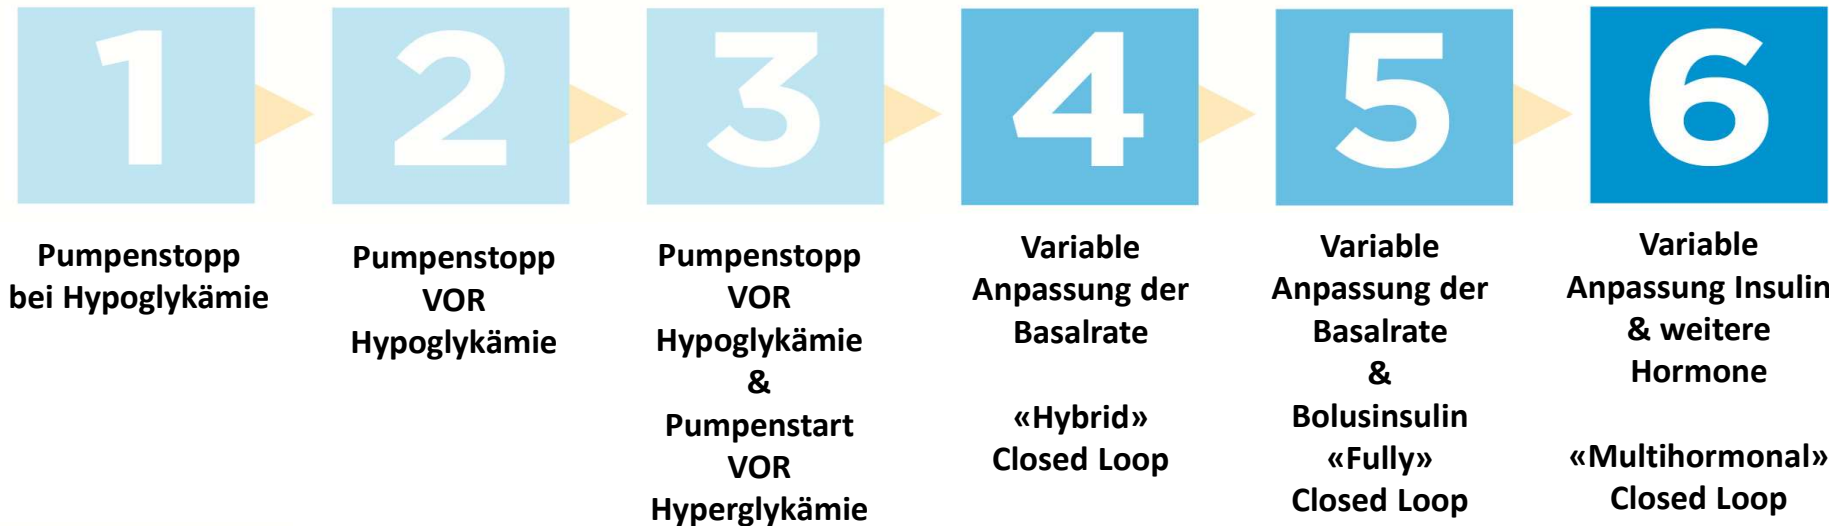 1
Pumpenstopp
bei Hypoglykämie
2
Pumpenstopp
VOR
Hypoglykämie
3
Pumpenstopp
VOR
Hypoglykämie
&
Pumpenstart
VOR
Hyperglykämie
4
Variable
Anpassung der
Basalrate
«Hybrid»
Closed Loop
5
Variable
Anpassung der
Basalrate
&
Bolusinsulin
«Fully»
Closed Loop
6
Variable
Anpassung Insulin
& weitere
Hormone
«Multihormonal»
Closed Loop